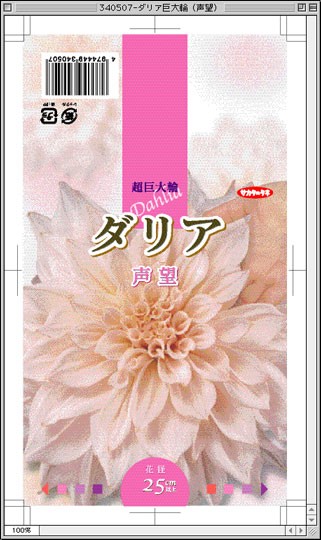 340507-ダリア巨大輪 (声望)
4 974449 340507
超巨大輪
Dahlia
サカタのタネ
ダリア
声望
花径
25cm
以上
100%